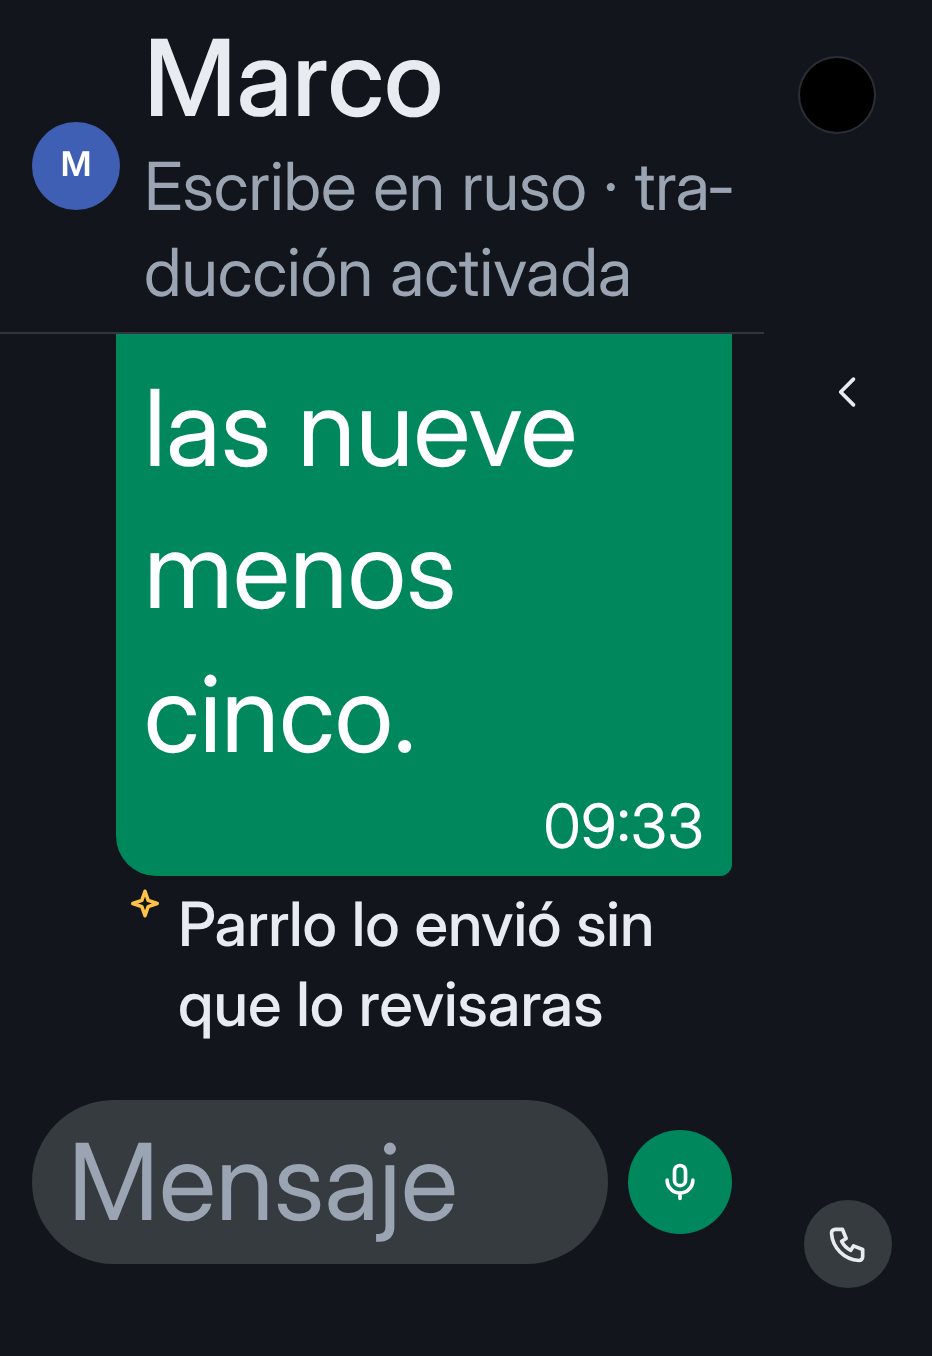 Marco
M
Escribe en ruso · tra-
ducción activada
las nueve
menos
cinco.
09:33
Parrlo lo envió sin
que lo revisaras
Mensaje